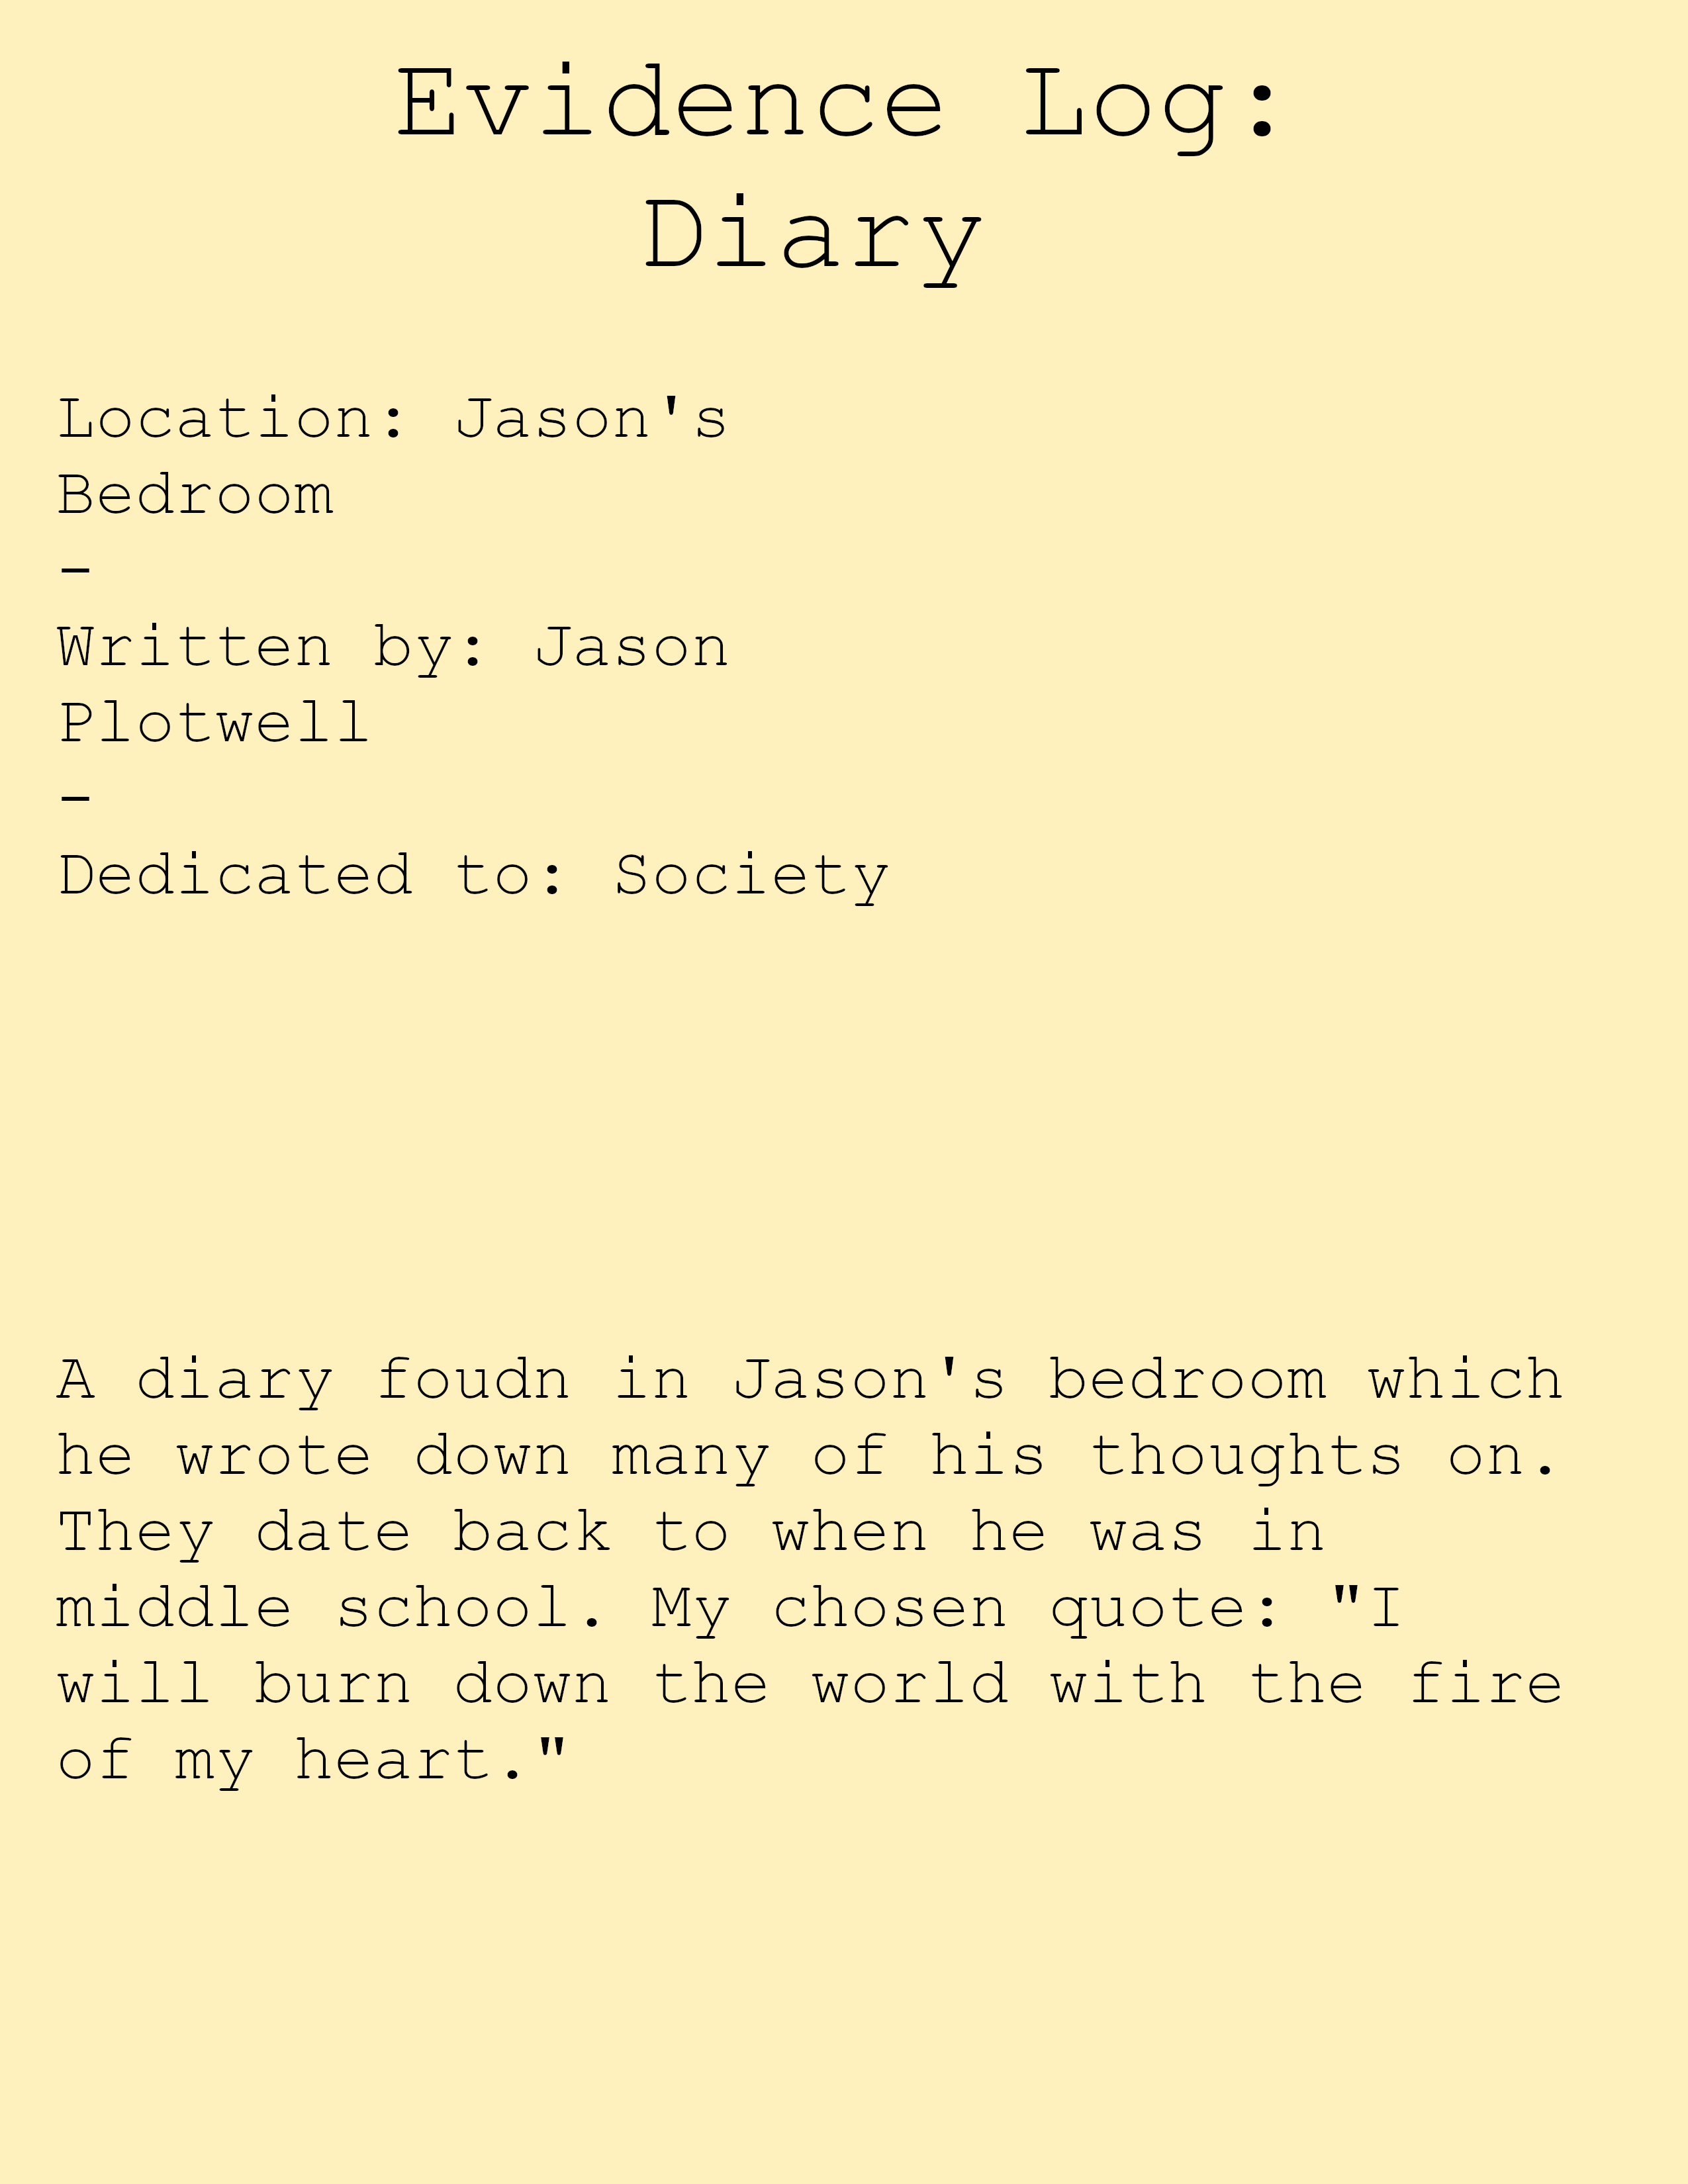 Evidence Log:
Diary
Location: Jason's
Bedroom
-
Written by: Jason
Plotwell
-
Dedicated to: Society
A diary foudn in Jason's bedroom which
he wrote down many of his thoughts on.
They date back to when he was in
middle school. My chosen quote: "I
will burn down the world with the fire
of my heart."